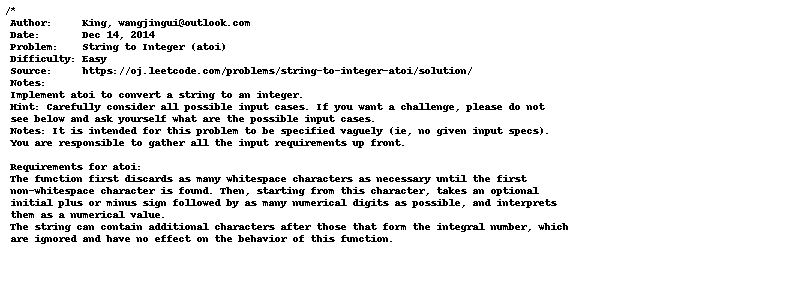 /*
Author: King, wangjingui@outlook.com
Date: Dec 14, 2014
Problem: String to Integer (atoi)
Difficulty: Easy
Source: https://oj.leetcode.com/problems/string-to-integer-atoi/solution/
Notes:
Implement atoi to convert a string to an integer.
Hint: Carefully consider all possible input cases. If you want a challenge, please do not
see below and ask yourself what are the possible input cases.
Notes: It is intended for this problem to be specified vaguely (ie, no given input specs).
You are responsible to gather all the input requirements up front.
Requirements for atoi:
The function first discards as many whitespace characters as necessary until the first
non-whitespace character is found. Then, starting from this character, takes an optional
initial plus or minus sign followed by as many numerical digits as possible, and interprets
them as a numerical value.
The string can contain additional characters after those that form the integral number, which
are ignored and have no effect on the behavior of this function.